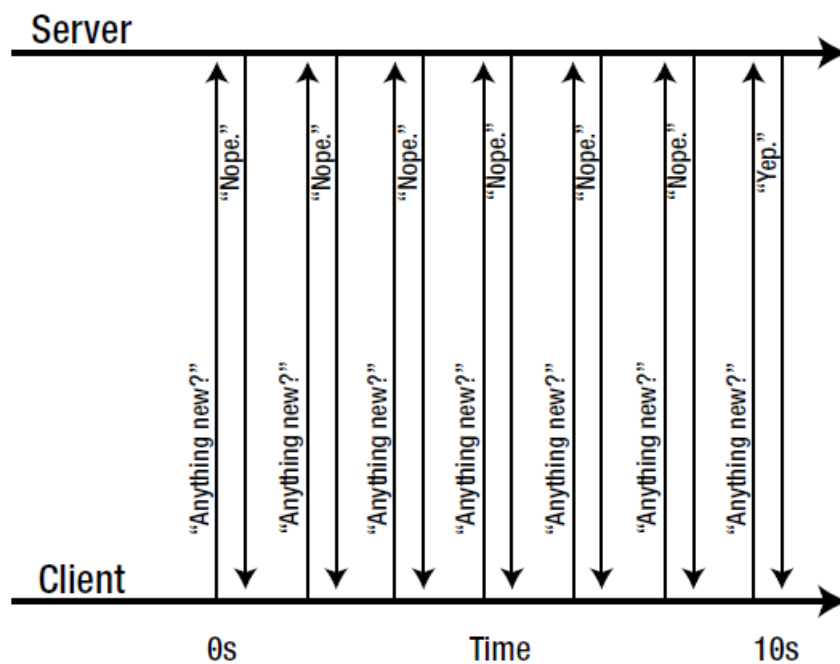 Server
“Nope.”
“Nope.”
“Nope.”
“Nope.”
“Nope.”
“Nope.”
“Yep.”
“Anything new?”
“Anything new?”
“Anything new?”
“Anything new?”
“Anything new?”
“Anything new?”
“Anything new?”
Client
0s
Time
10s